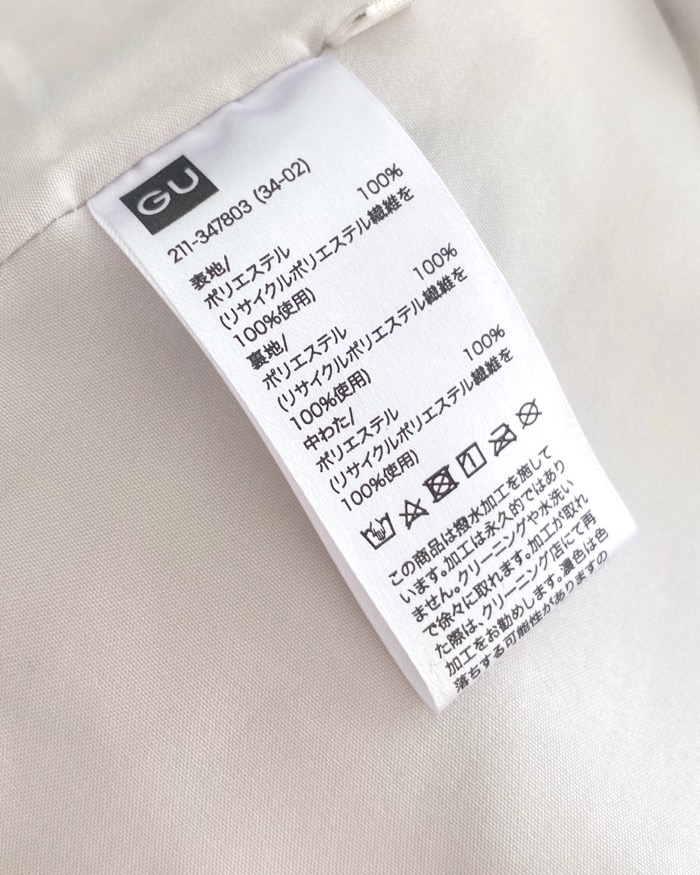 GU
211-347803 (34-02)
表地/
ポリエステル 100%
(リサイクルポリエステル繊維を
100%使用)
裏地/
ポリエステル 100%
(リサイクルポリエステル繊維を
100%使用)
中わた/
ポリエステル 100%
(リサイクルポリエステル繊維を
100%使用)
この商品は撥水加工を施して
います。加工は永久的ではあり
ません。クリーニングや水洗い
で徐々に取れます。加工が取れ
た際は、クリーニング店にて再
加工をお勧めします。濃色は色
落ちする可能性がありますの